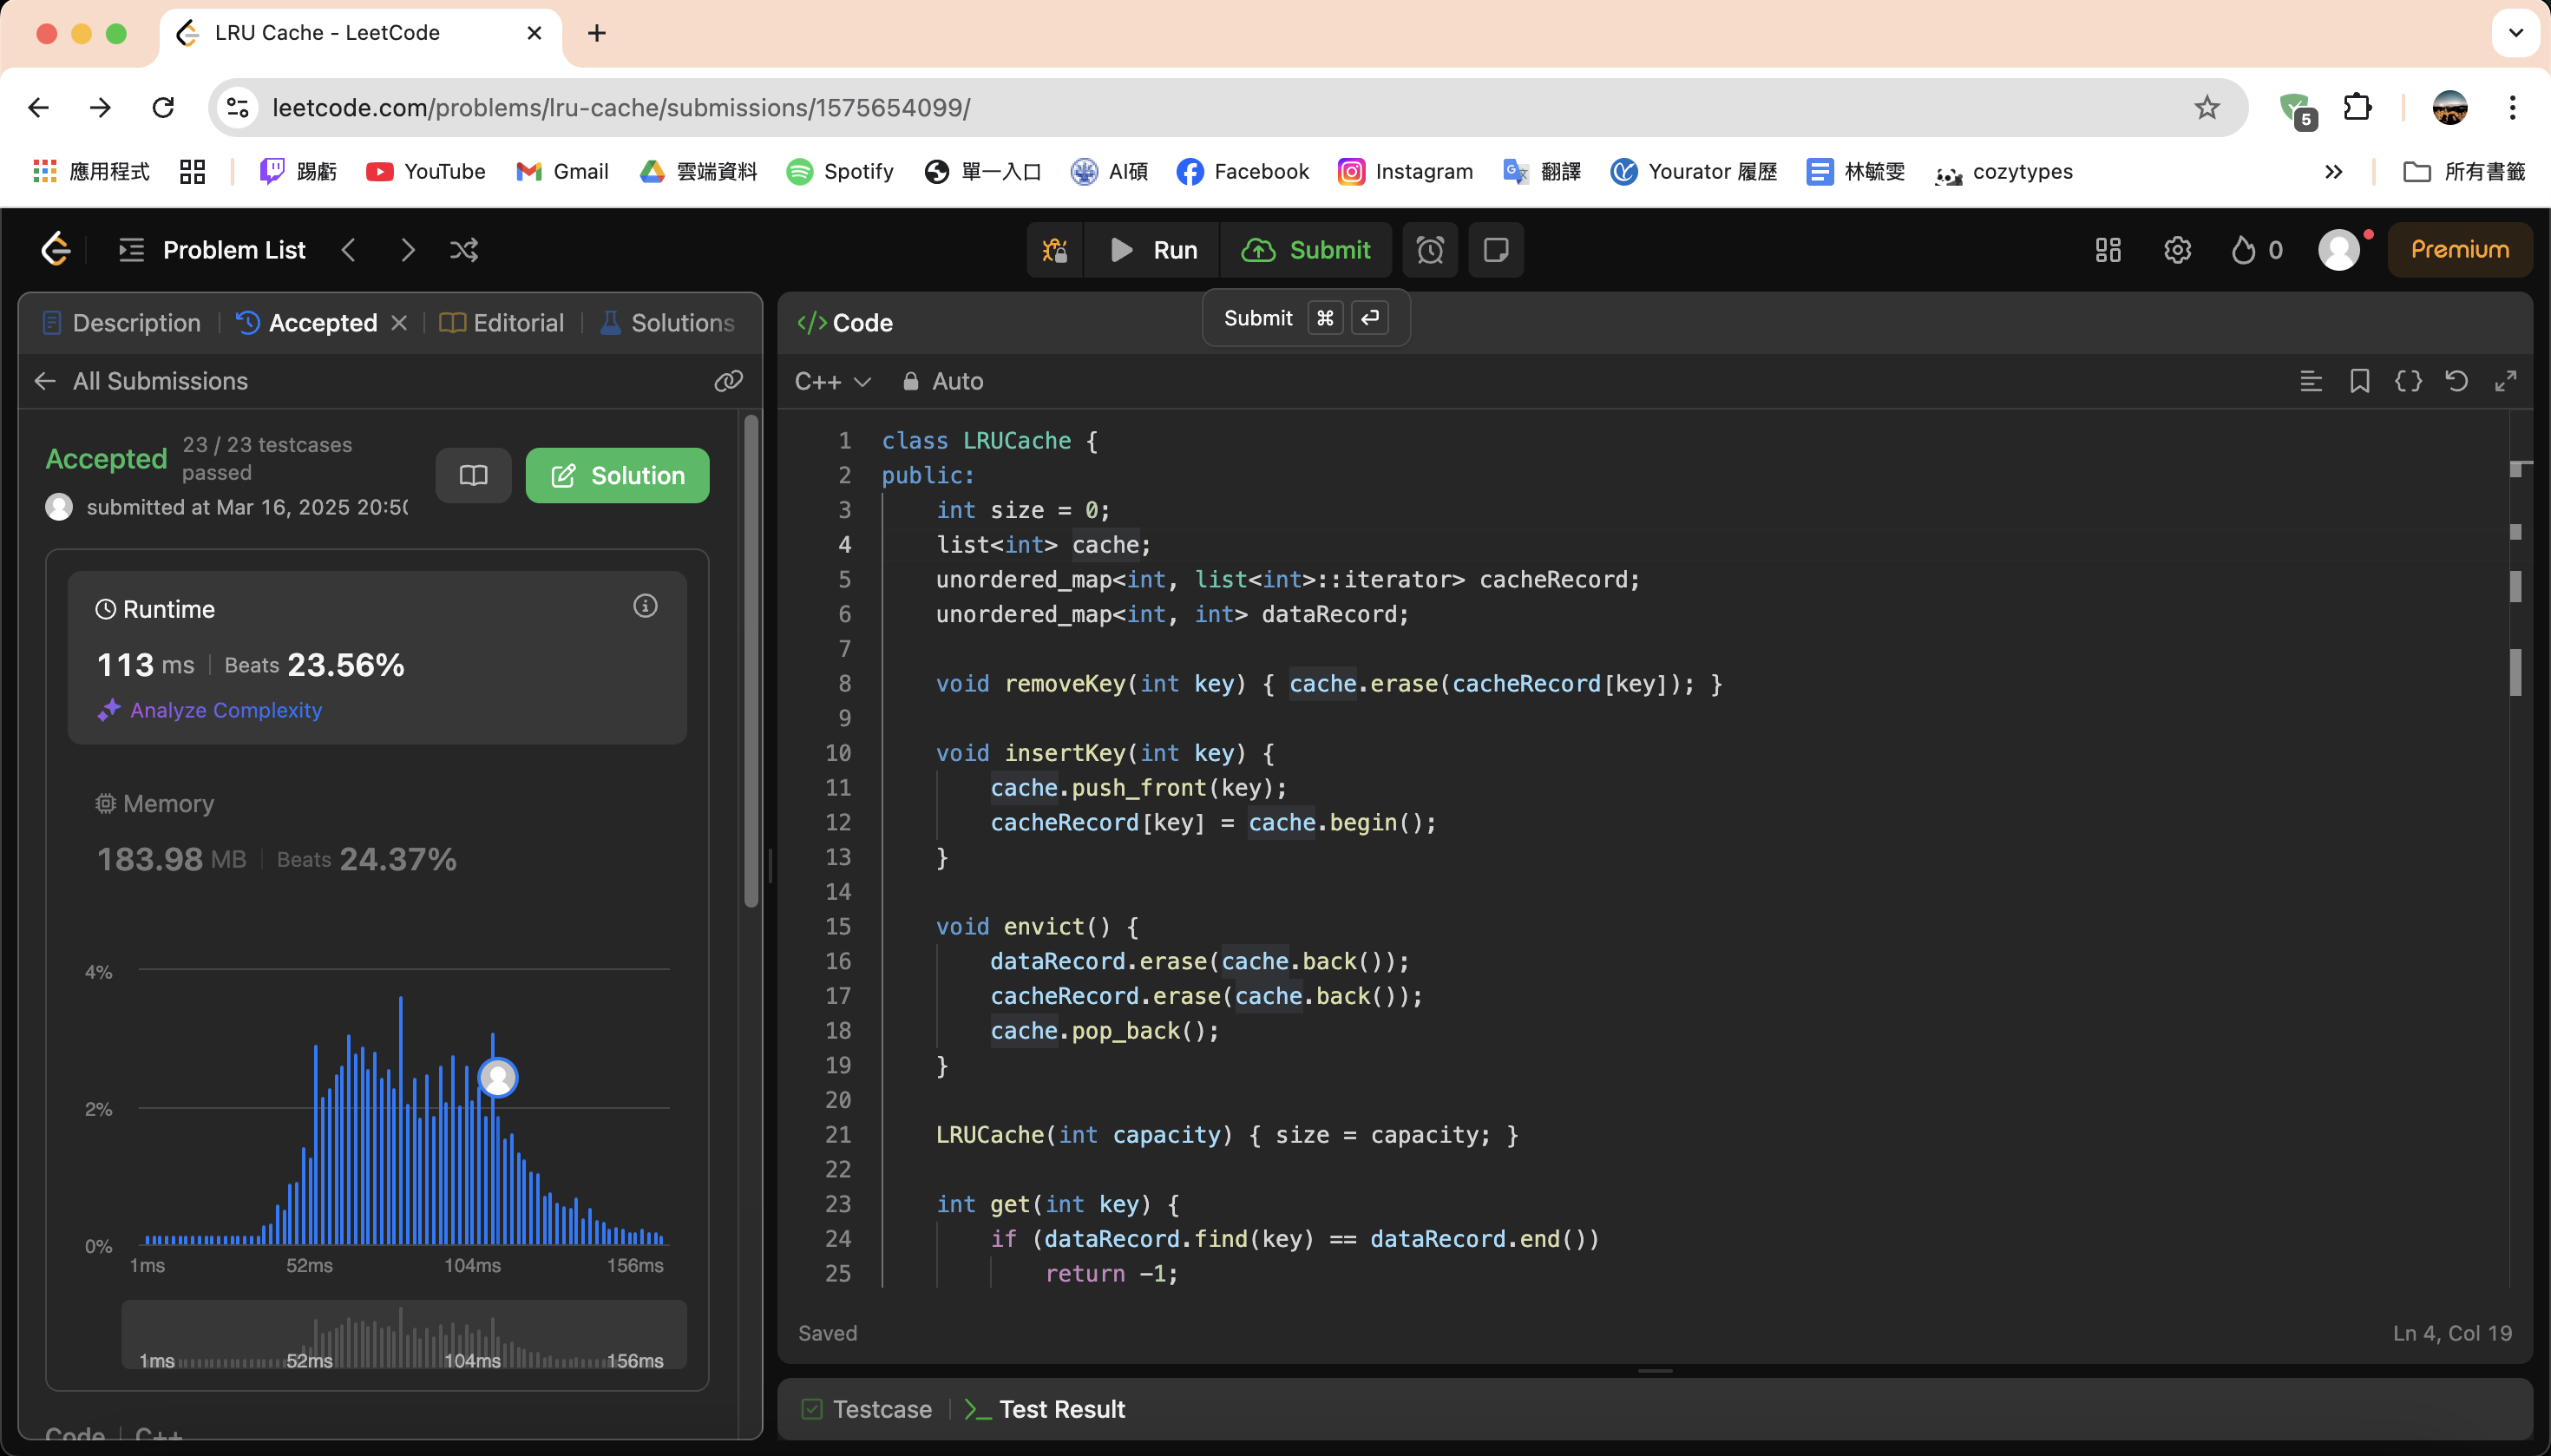 LRU Cache - LeetCode
leetcode.com/problems/lru-cache/submissions/1575654099/
5
應用程式 踢虧 YouTube Gmail 雲端資料 Spotify 單一入口 AI碩 Facebook Instagram 翻譯 Yourator 履歷 林毓雯 cozytypes 所有書籤
Problem List Run Submit 0 Premium
Description Accepted Editorial Solutions
All Submissions
Accepted 23 / 23 testcases
passed
Solution
submitted at Mar 16, 2025 20:50
Runtime
113 ms Beats 23.56%
Analyze Complexity
Memory
183.98 MB Beats 24.37%
4%
2%
0%
1ms 52ms 104ms 156ms
1ms 52ms 104ms 156ms
Code C++
</> Code
Submit ⌘
C++ Auto
1 class LRUCache {
2 public:
3 int size = 0;
4 list<int> cache;
5 unordered_map<int, list<int>::iterator> cacheRecord;
6 unordered_map<int, int> dataRecord;
7
8 void removeKey(int key) { cache.erase(cacheRecord[key]); }
9
10 void insertKey(int key) {
11 cache.push_front(key);
12 cacheRecord[key] = cache.begin();
13 }
14
15 void envict() {
16 dataRecord.erase(cache.back());
17 cacheRecord.erase(cache.back());
18 cache.pop_back();
19 }
20
21 LRUCache(int capacity) { size = capacity; }
22
23 int get(int key) {
24 if (dataRecord.find(key) == dataRecord.end())
25 return -1;
Saved Ln 4, Col 19
Testcase Test Result